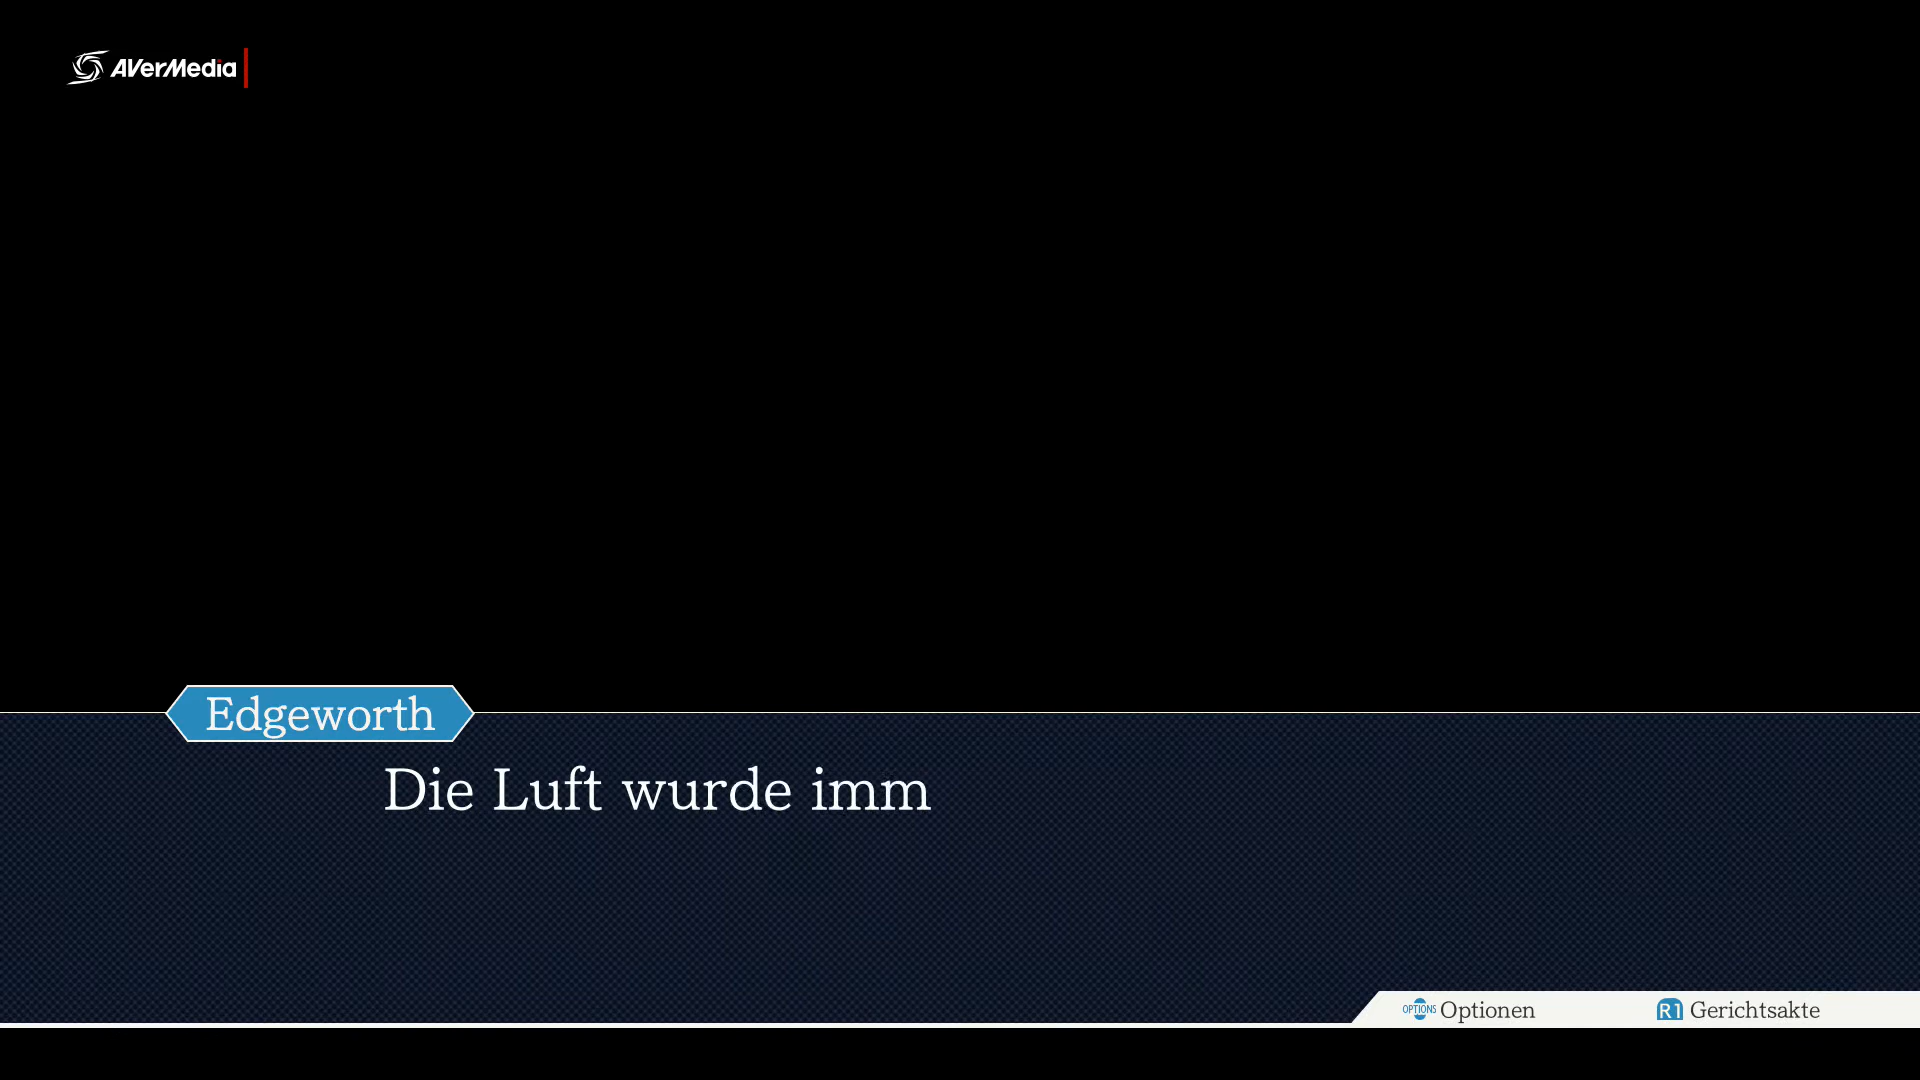 AVerMedia
Edgeworth
Die Luft wurde imm
OPTIONS Optionen
R1 Gerichtsakte